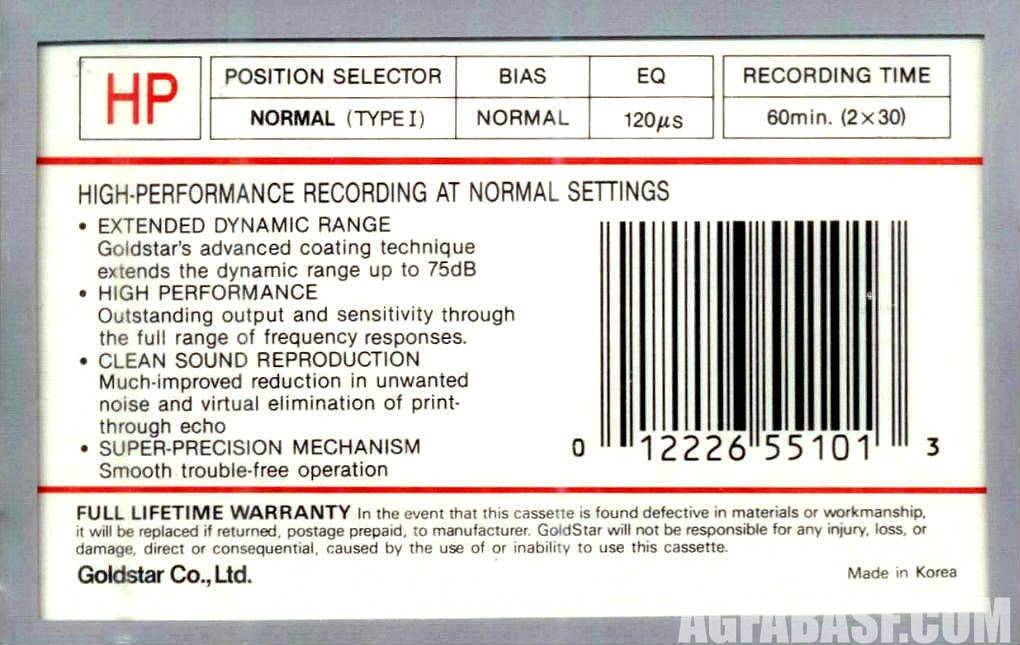 HP
POSITION SELECTOR BIAS EQ RECORDING TIME
NORMAL (TYPE I) NORMAL 120µs 60min. (2×30)
HIGH-PERFORMANCE RECORDING AT NORMAL SETTINGS
• EXTENDED DYNAMIC RANGE
Goldstar's advanced coating technique
extends the dynamic range up to 75dB
• HIGH PERFORMANCE
Outstanding output and sensitivity through
the full range of frequency responses.
• CLEAN SOUND REPRODUCTION
Much-improved reduction in unwanted
noise and virtual elimination of print-
through echo
• SUPER-PRECISION MECHANISM
Smooth trouble-free operation
0 12226 55101 3
FULL LIFETIME WARRANTY In the event that this cassette is found defective in materials or workmanship,
it will be replaced if returned, postage prepaid, to manufacturer. GoldStar will not be responsible for any injury, loss, or
damage, direct or consequential, caused by the use of or inability to use this cassette.
Goldstar Co., Ltd.
Made in Korea
AGFABASF.COM